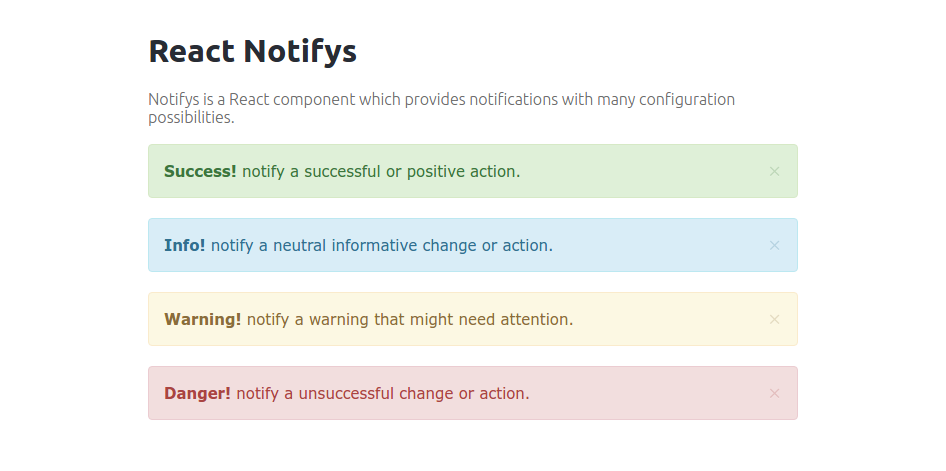 React Notifys
Notifys is a React component which provides notifications with many configuration
possibilities.
Success! notify a successful or positive action. ×
Info! notify a neutral informative change or action. ×
Warning! notify a warning that might need attention. ×
Danger! notify a unsuccessful change or action. ×